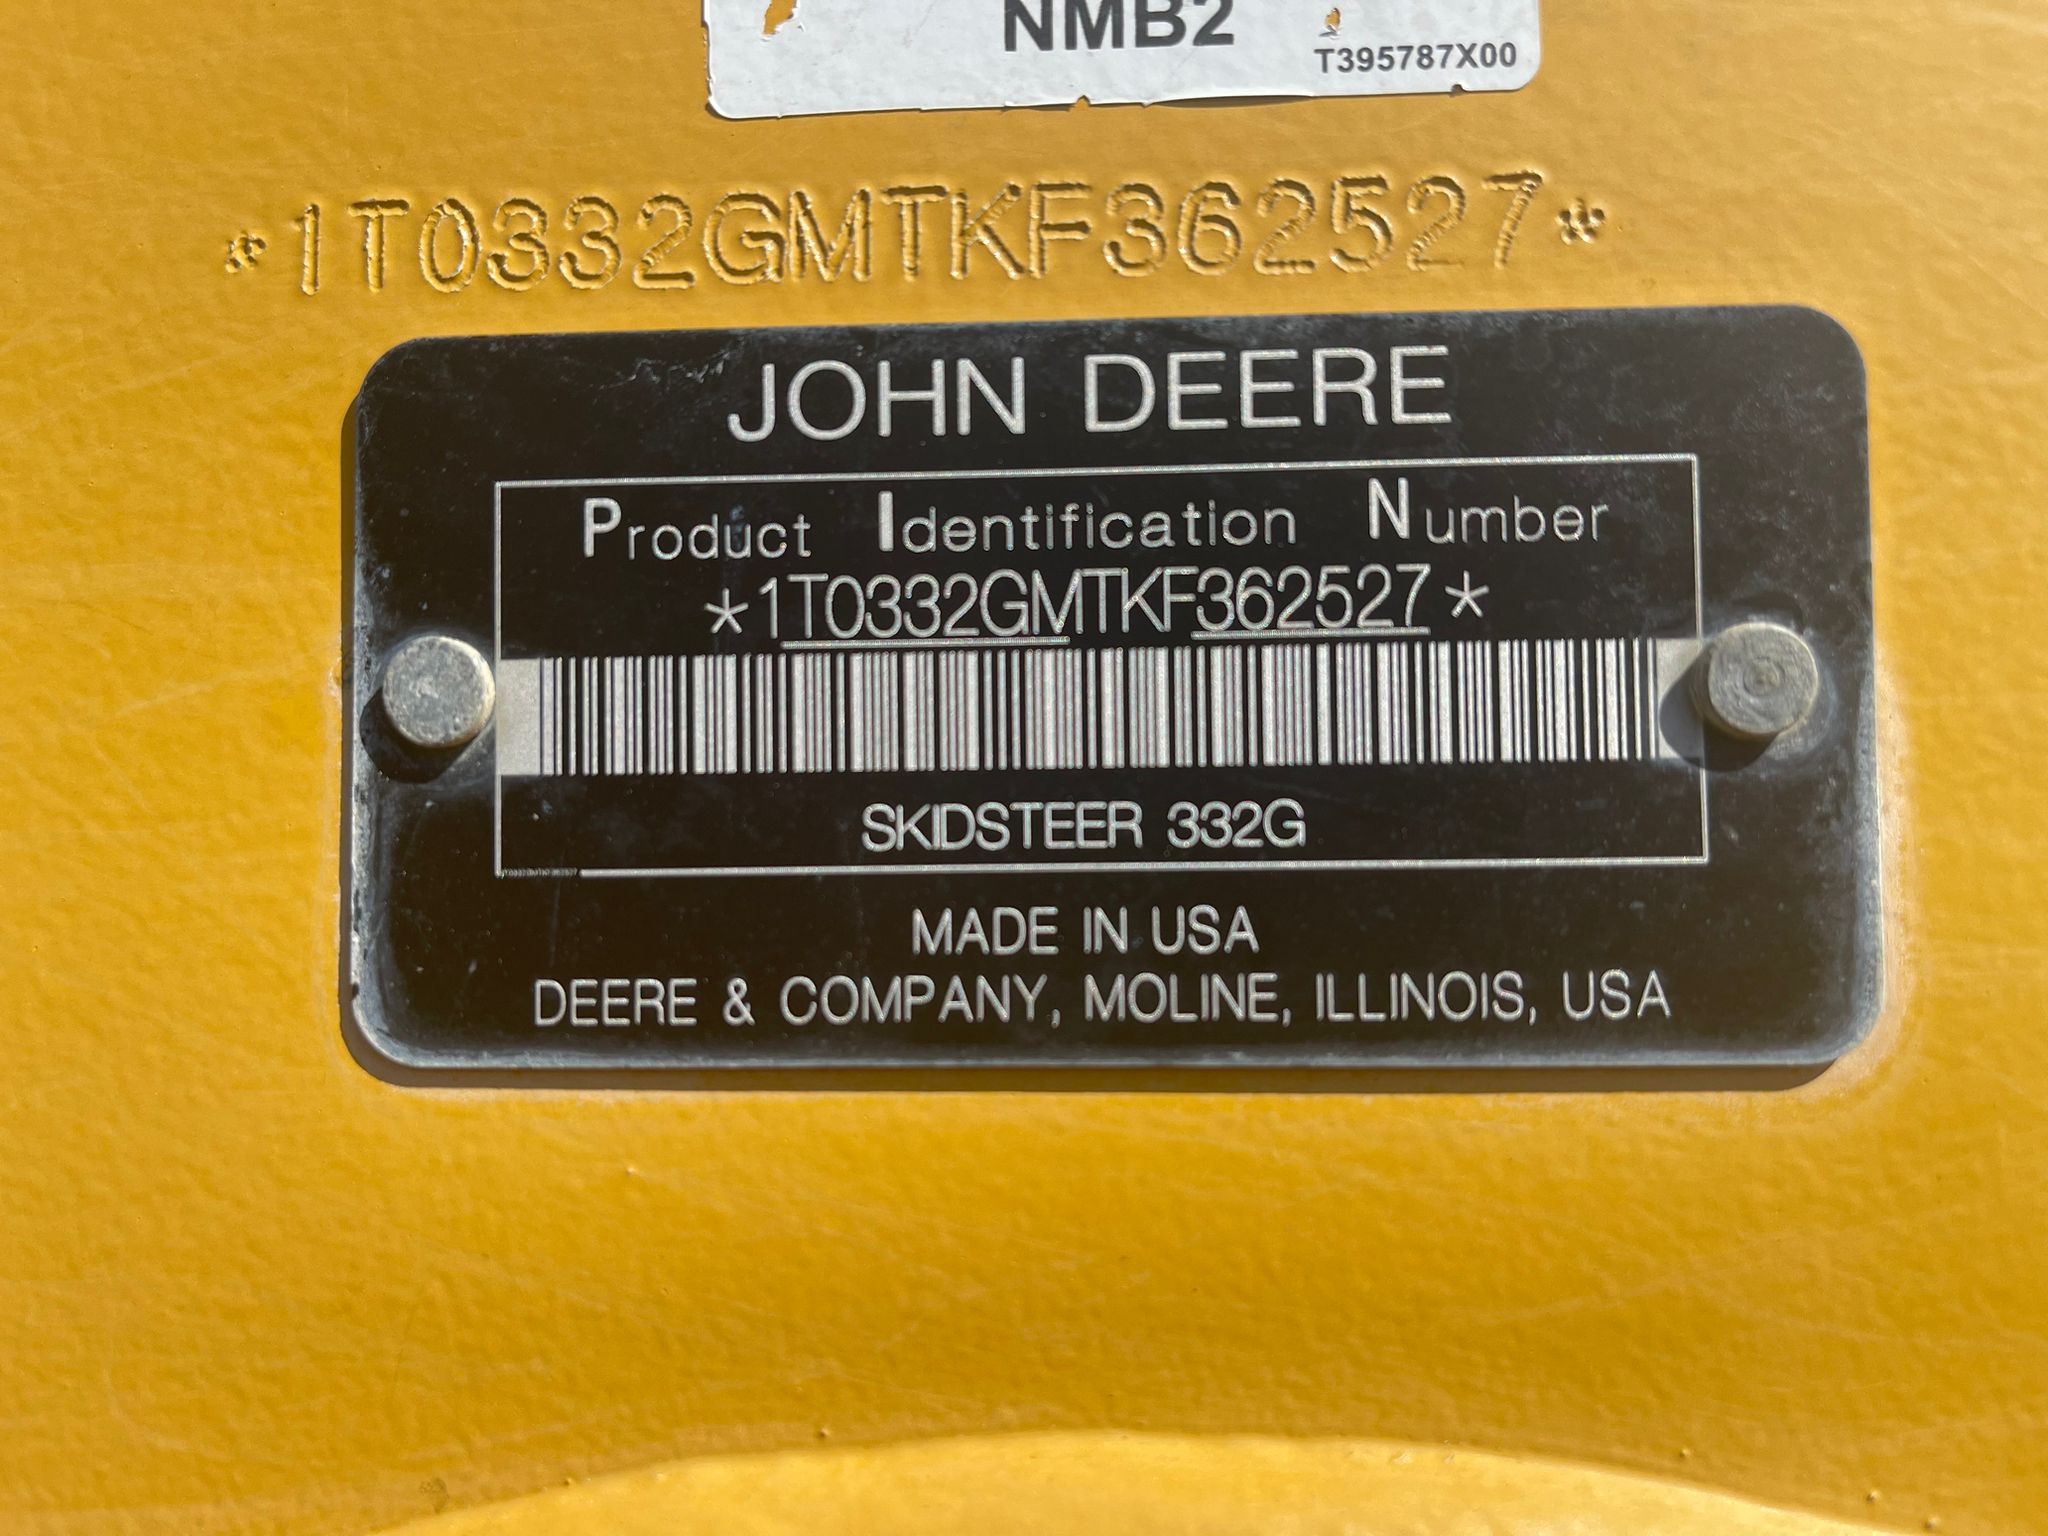 NMB2
T395787X00
*1T0332GMTKF362527*
JOHN DEERE
Product Identification Number
*1T0332GMTKF362527*
SKIDSTEER 332G
MADE IN USA
DEERE & COMPANY, MOLINE, ILLINOIS, USA